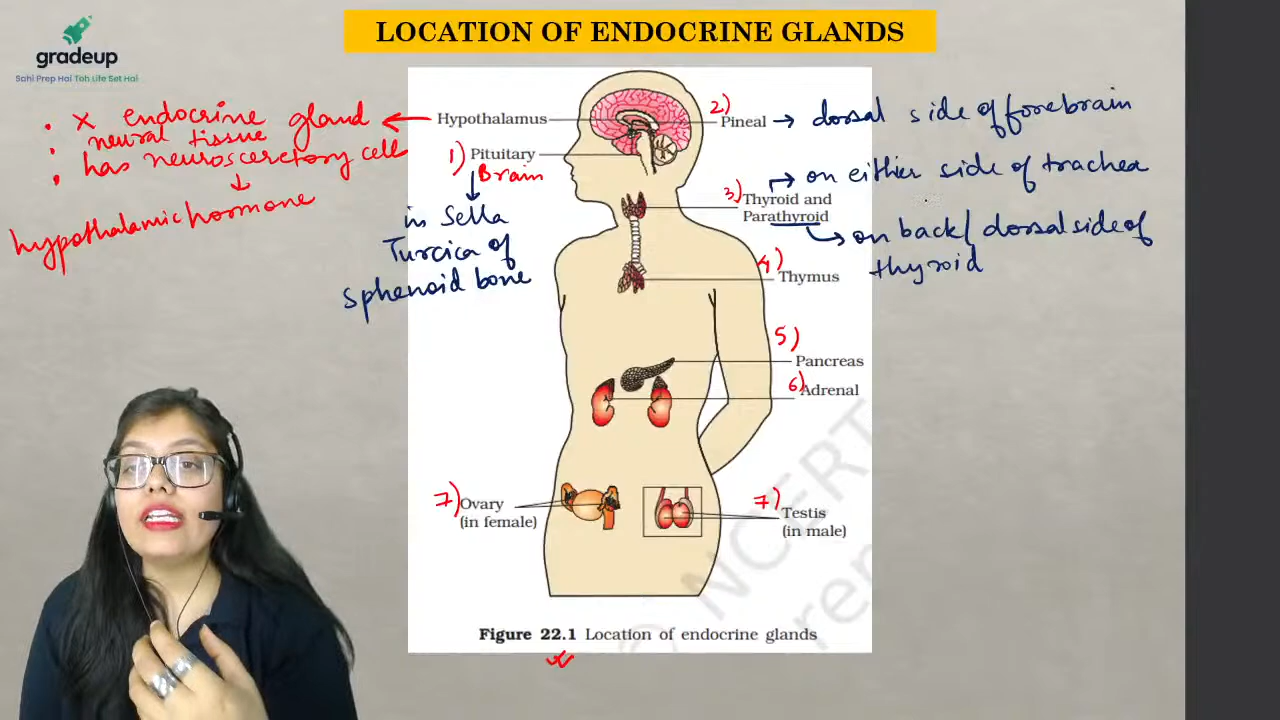 LOCATION OF ENDOCRINE GLANDS
gradeup
Sahi Prep Hai Toh Life Set Hai
• x endocrine gland
• neural tissue
• has neuroscerctory cell
hypothalamic hormone
Hypothalamus
1) Pituitary
Brain
in Sella
Turcica of
sphenoid bone
2) Pineal → dorsal side of forebrain
3) Thyroid and
Parathyroid
on either side of trachea
on back/ dorsal side of
thyroid
4) Thymus
5) Pancreas
6) Adrenal
7) Ovary
(in female)
7) Testis
(in male)
Figure 22.1 Location of endocrine glands
© NCERT